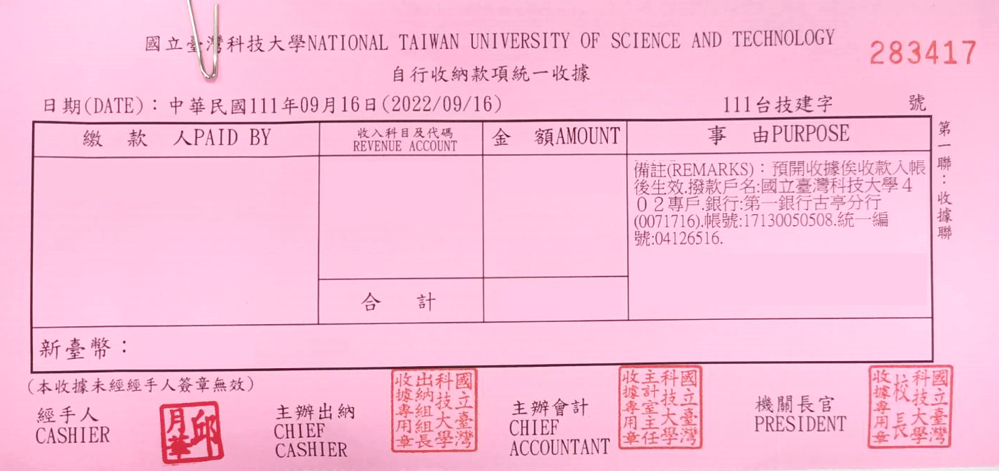 國立臺灣科技大學NATIONAL TAIWAN UNIVERSITY OF SCIENCE AND TECHNOLOGY
283417
自行收納款項統一收據
日期(DATE)：中華民國111年09月16日(2022/09/16)
111台技建字 號
繳 款 人PAID BY
收入科目及代碼
REVENUE ACCOUNT
金 額AMOUNT
事 由PURPOSE
備註(REMARKS)：預開收據俟收款入帳
後生效.撥款戶名:國立臺灣科技大學４
０２專戶.銀行:第一銀行古亭分行
(0071716).帳號:17130050508.統一編
號:04126516.
第一聯：收據聯
合 計
新臺幣：
(本收據未經經手人簽章無效)
經手人
CASHIER
邱月華
主辦出納
CHIEF
CASHIER
國立臺灣
科技大學
出納組組長
收據專用章
主辦會計
CHIEF
ACCOUNTANT
國立臺灣
科技大學
主計室主任
收據專用章
機關長官
PRESIDENT
國立臺灣
科技大學
校長
收據專用章